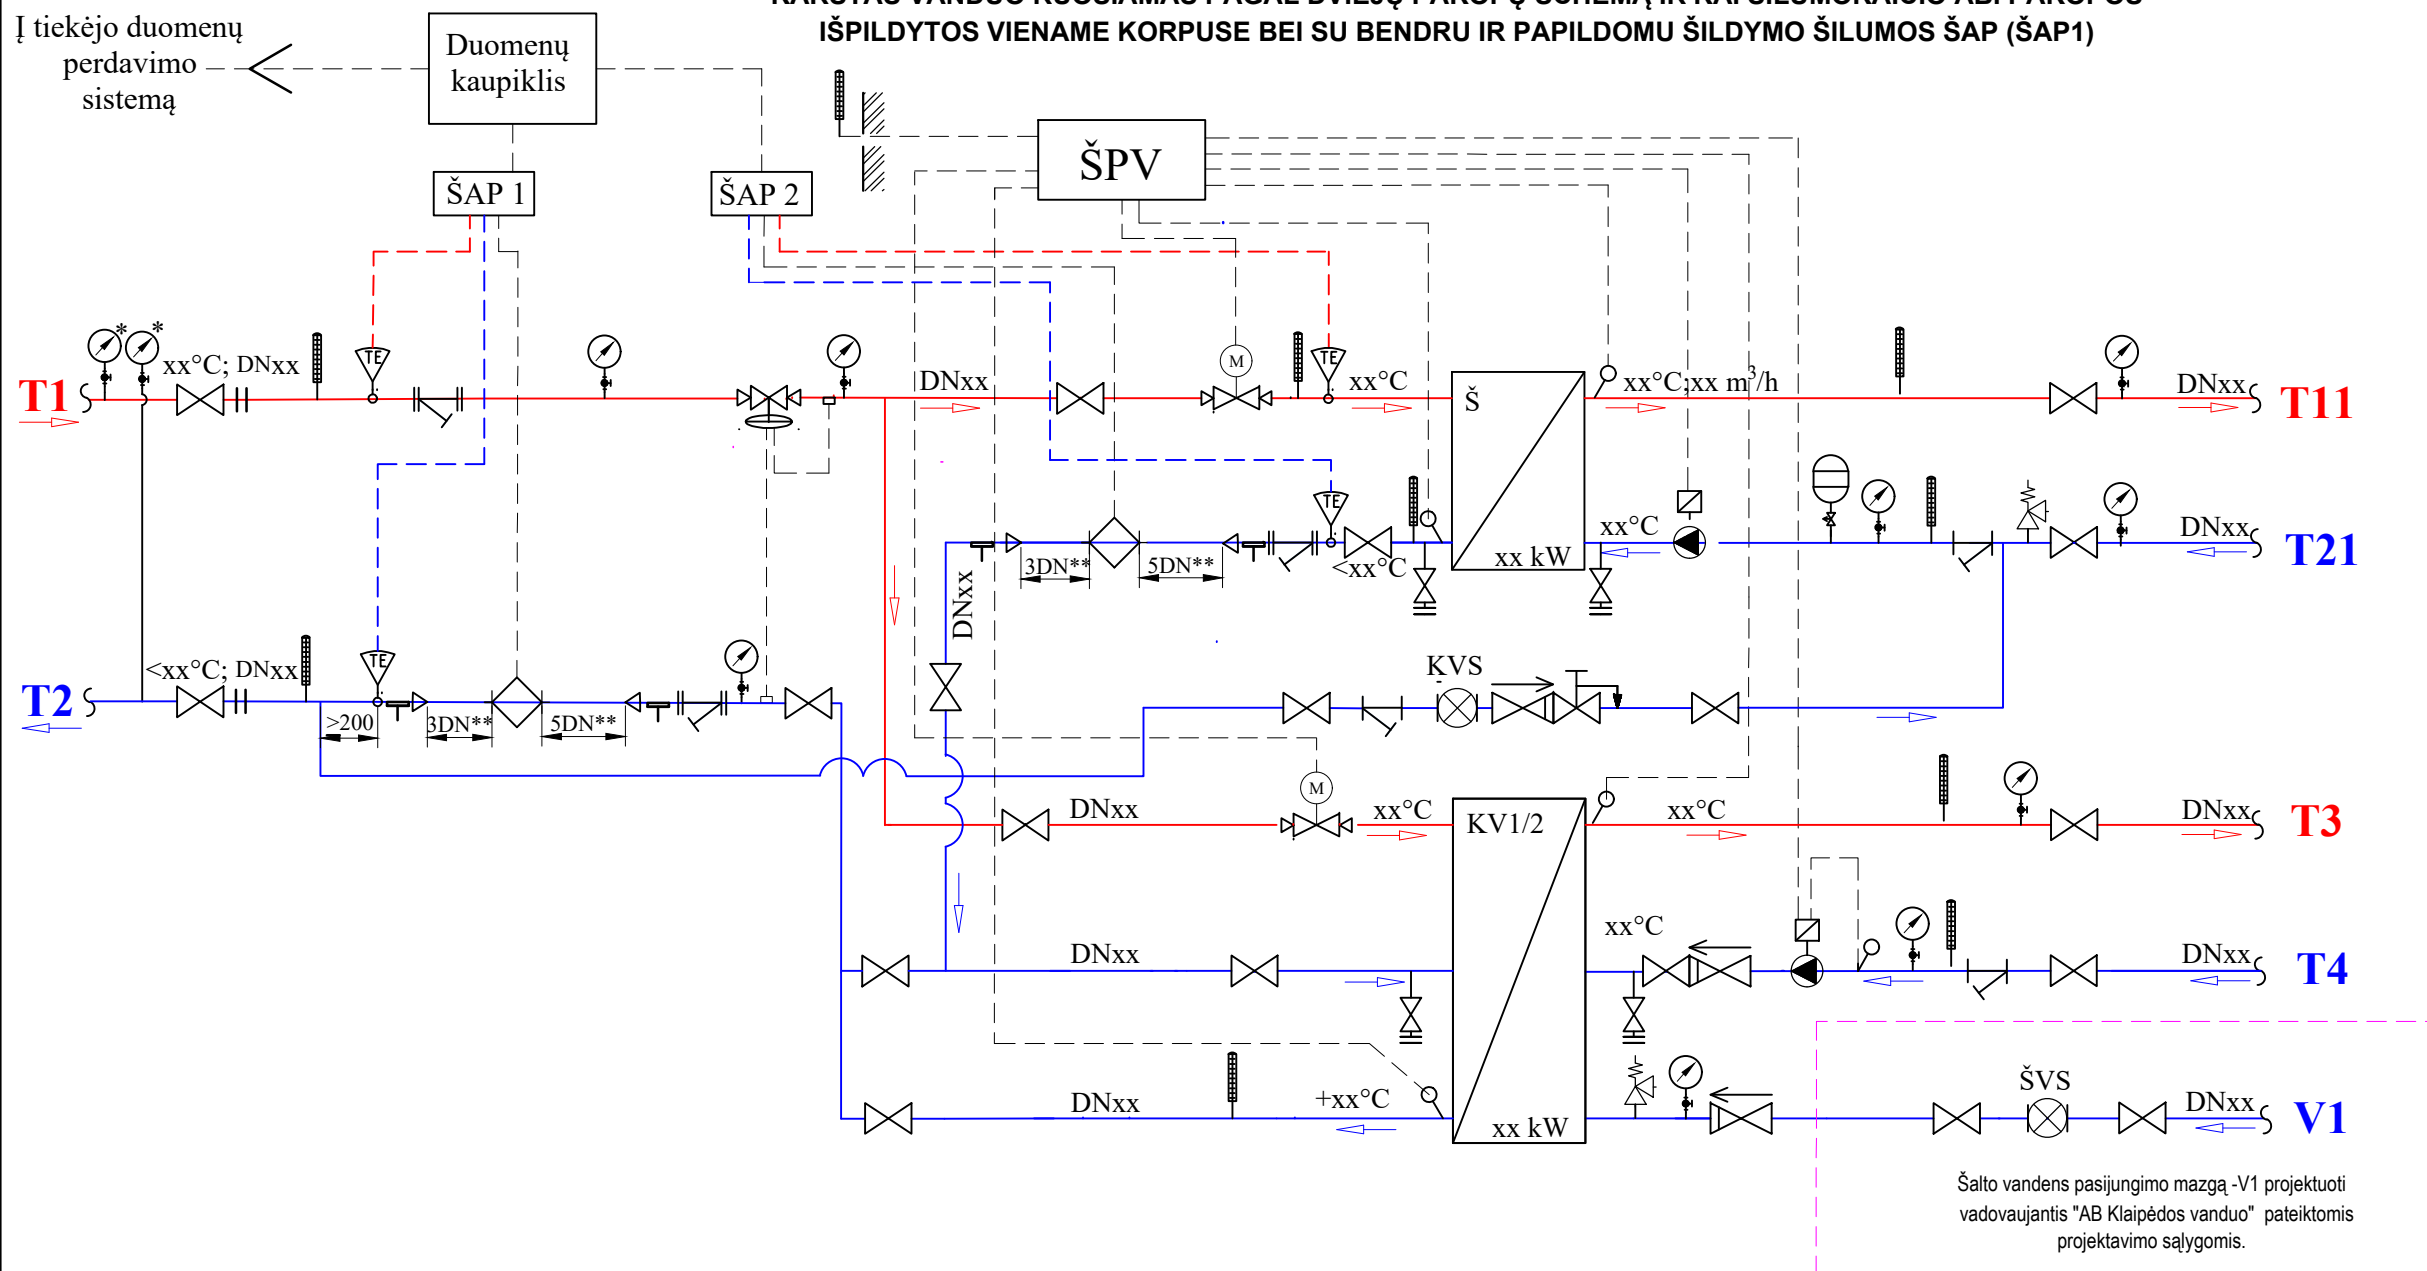 IŠPILDYTOS VIENAME KORPUSE BEI SU BENDRU IR PAPILDOMU ŠILDYMO ŠILUMOS ŠAP (ŠAP1)
Į tiekėjo duomenų
perdavimo
sistemą
Duomenų
kaupiklis
ŠAP 1
ŠAP 2
ŠPV
T1
*
*
xx°C; DNxx
TE
DNxx
M
TE
xx°C
Š
xx kW
xx°C;xx m³/h
DNxx
T11
DNxx
3DN**
5DN**
TE
<xx°C
xx°C
DNxx
T21
T2
<xx°C; DNxx
TE
>200
3DN**
5DN**
KVS
DNxx
M
xx°C
KV1/2
xx°C
DNxx
T3
DNxx
xx°C
DNxx
T4
DNxx
+xx°C
xx kW
ŠVS
DNxx
V1
Šalto vandens pasijungimo mazgą -V1 projektuoti
vadovaujantis "AB Klaipėdos vanduo" pateiktomis
projektavimo sąlygomis.